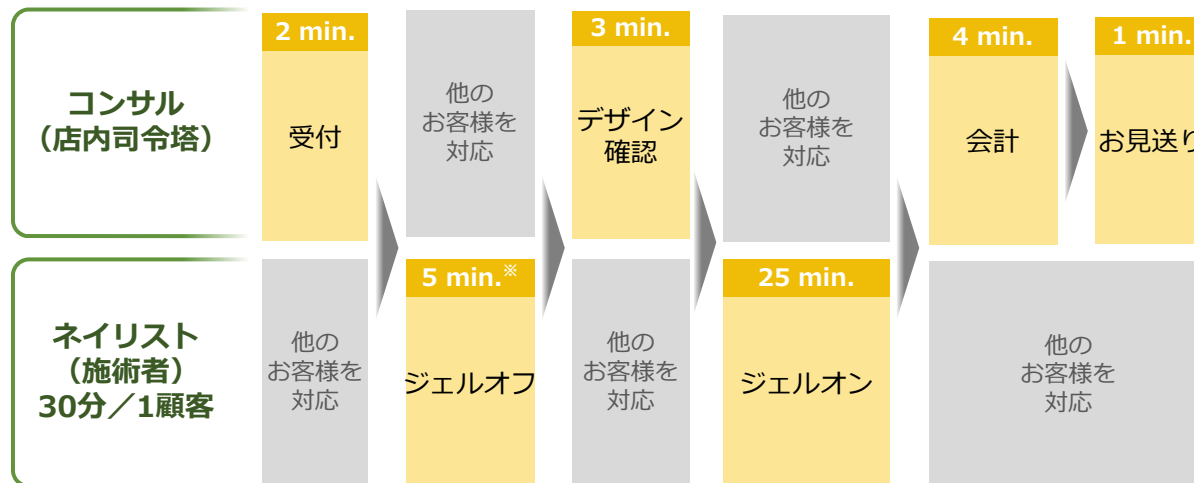 コンサル
(店内司令塔)
2 min.
受付
他の
お客様を
対応
3 min.
デザイン
確認
他の
お客様を
対応
4 min.
会計
1 min.
お見送り
ネイリスト
(施術者)
30分／1顧客
他の
お客様を
対応
5 min.※
ジェルオフ
他の
お客様を
対応
25 min.
ジェルオン
他の
お客様を
対応